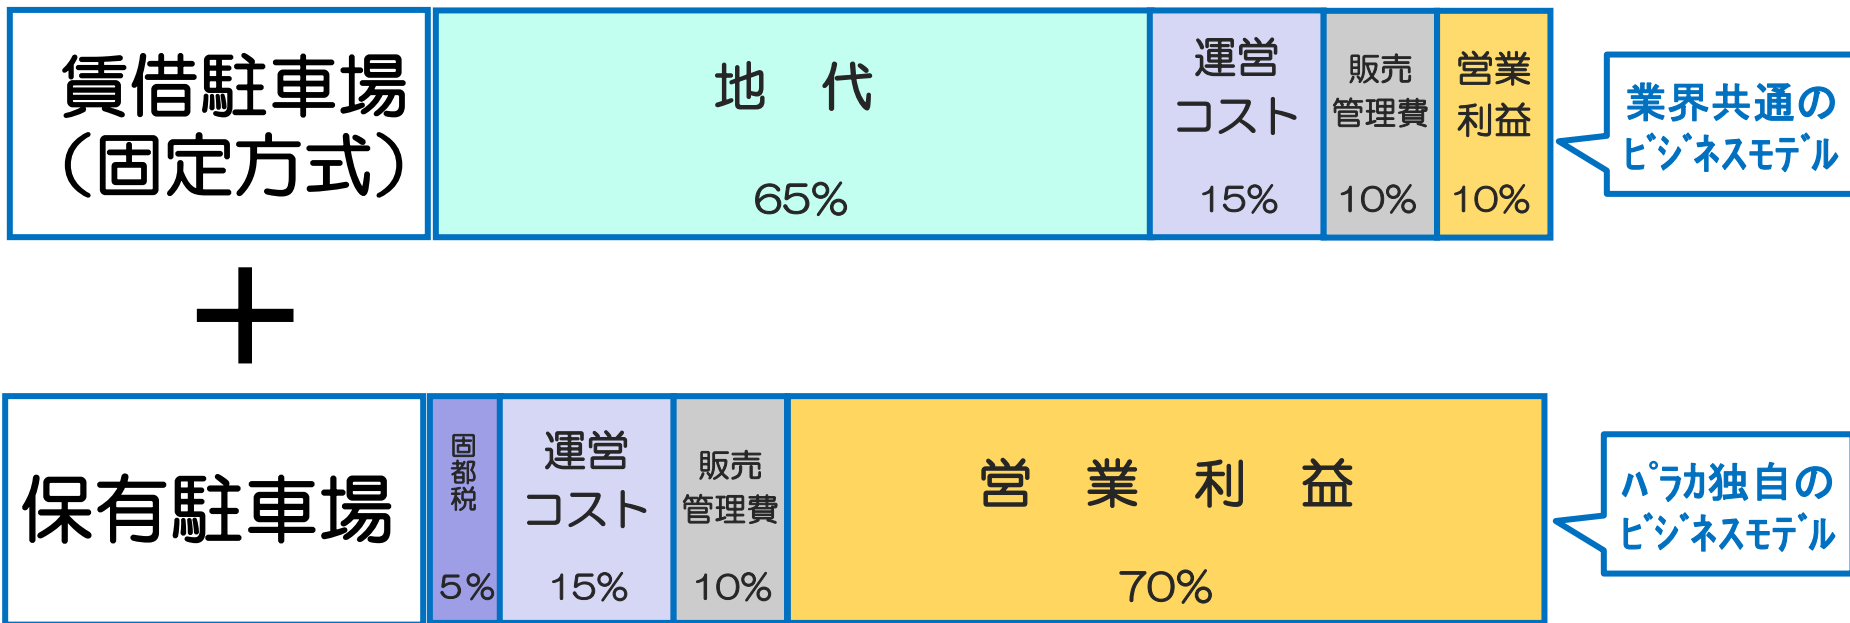 賃借駐車場
（固定方式）
地　代
65%
運営
コスト
15%
販売
管理費
10%
営業
利益
10%
業界共通の
ﾋﾞｼﾞﾈｽﾓﾃﾞﾙ
＋
保有駐車場
固都税
5%
運営
コスト
15%
販売
管理費
10%
営　業　利　益
70%
ﾊﾟﾗｶ独自の
ﾋﾞｼﾞﾈｽﾓﾃﾞﾙ